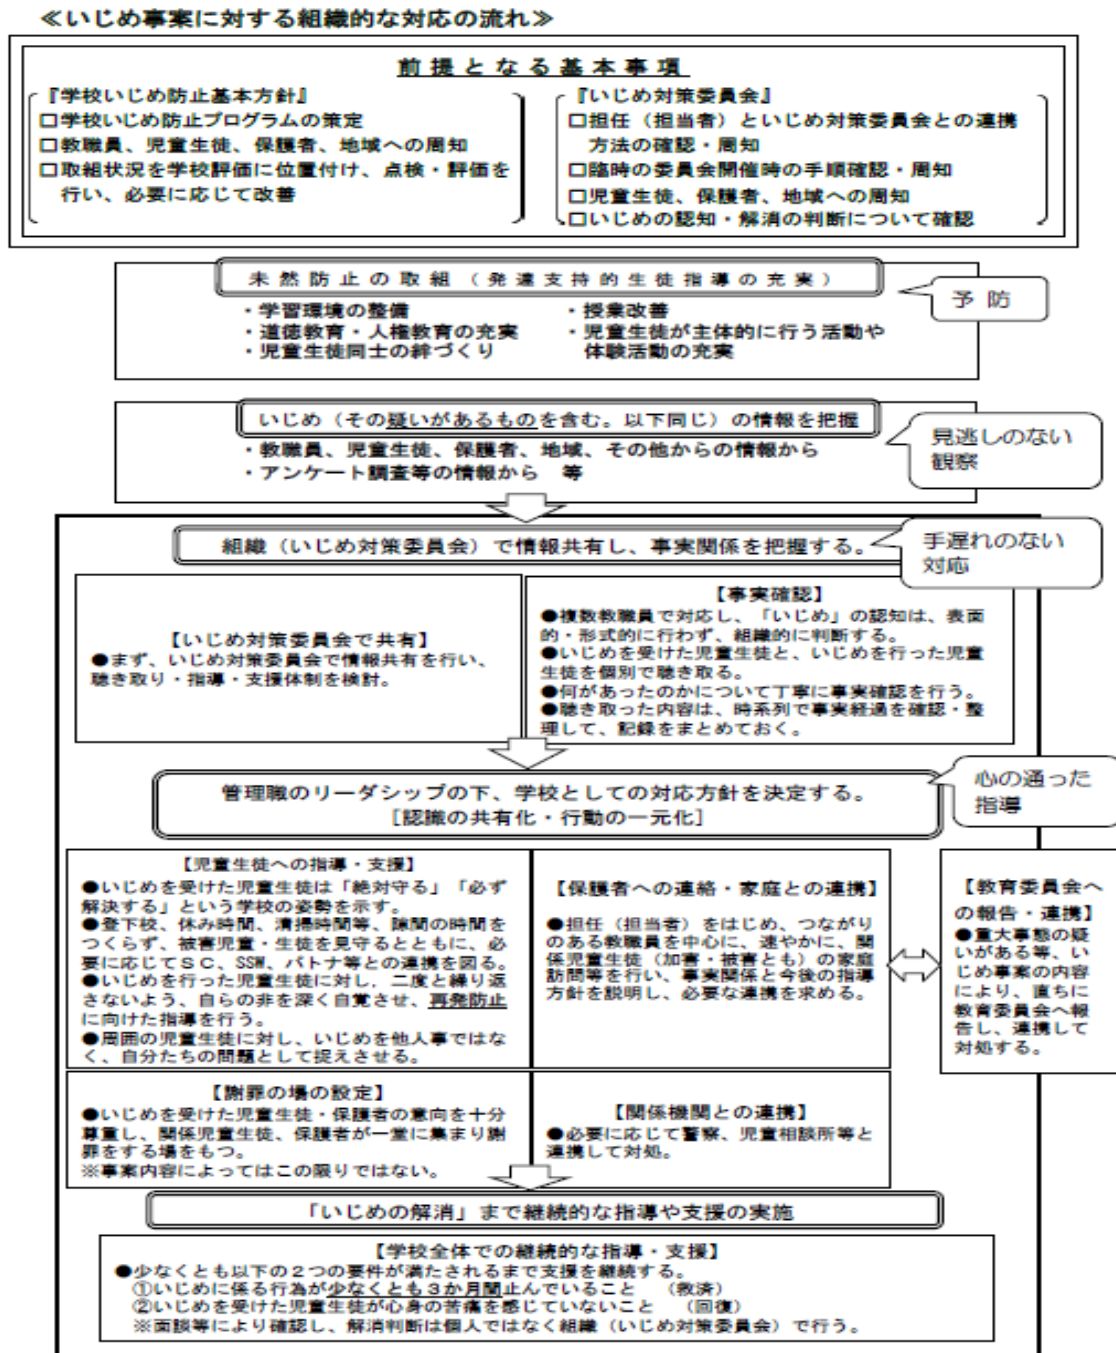 ≪いじめ事案に対する組織的な対応の流れ≫
前提となる基本事項
『学校いじめ防止基本方針』
□学校いじめ防止プログラムの策定
□教職員、児童生徒、保護者、地域への周知
□取組状況を学校評価に位置付け、点検・評価を
行い、必要に応じて改善
『いじめ対策委員会』
□担任（担当者）といじめ対策委員会との連携
方法の確認・周知
□臨時の委員会開催時の手順確認・周知
□児童生徒、保護者、地域への周知
□いじめの認知・解消の判断について確認
未然防止の取組（発達支持的生徒指導の充実）
予防
・学習環境の整備
・道徳教育・人権教育の充実
・児童生徒同士の絆づくり
・授業改善
・児童生徒が主体的に行う活動や
体験活動の充実
いじめ（その疑いがあるものを含む。以下同じ）の情報を把握
見逃しのない
観察
・教職員、児童生徒、保護者、地域、その他からの情報から
・アンケート調査等の情報から　等
組織（いじめ対策委員会）で情報共有し、事実関係を把握する。
手遅れのない
対応
【いじめ対策委員会で共有】
●まず、いじめ対策委員会で情報共有を行い、
聴き取り・指導・支援体制を検討。
【事実確認】
●複数教職員で対応し、「いじめ」の認知は、表面
的・形式的に行わず、組織的に判断する。
●いじめを受けた児童生徒と、いじめを行った児童
生徒を個別で聴き取る。
●何があったのかについて丁寧に事実確認を行う。
●聴き取った内容は、時系列で事実経過を確認・整
理して、記録をまとめておく。
管理職のリーダシップの下、学校としての対応方針を決定する。
［認識の共有化・行動の一元化］
心の通った
指導
【児童生徒への指導・支援】
●いじめを受けた児童生徒は「絶対守る」「必ず
解決する」という学校の姿勢を示す。
●登下校、休み時間、清掃時間等、隙間の時間を
つくらず、被害児童・生徒を見守るとともに、必
要に応じてＳＣ、SSW、パトナ等との連携を図る。
●いじめを行った児童生徒に対し、二度と繰り返
さないよう、自らの非を深く自覚させ、再発防止
に向けた指導を行う。
●周囲の児童生徒に対し、いじめを他人事ではな
く、自分たちの問題として捉えさせる。
【保護者への連絡・家庭との連携】
●担任（担当者）をはじめ、つながり
のある教職員を中心に、速やかに、関
係児童生徒（加害・被害とも）の家庭
訪問等を行い、事実関係と今後の指導
方針を説明し、必要な連携を求める。
【教育委員会へ
の報告・連携】
●重大事態の疑
いがある等、い
じめ事案の内容
により、直ちに
教育委員会へ報
告し、連携して
対処する。
【謝罪の場の設定】
●いじめを受けた児童生徒・保護者の意向を十分
尊重し、関係児童生徒、保護者が一堂に集まり謝
罪をする場をもつ。
※事案内容によってはこの限りではない。
【関係機関との連携】
●必要に応じて警察、児童相談所等と
連携して対処。
「いじめの解消」まで継続的な指導や支援の実施
【学校全体での継続的な指導・支援】
●少なくとも以下の２つの要件が満たされるまで支援を継続する。
①いじめに係る行為が少なくとも３か月間止んでいること　（救済）
②いじめを受けた児童生徒が心身の苦痛を感じていないこと　（回復）
※面談等により確認し、解消判断は個人ではなく組織（いじめ対策委員会）で行う。